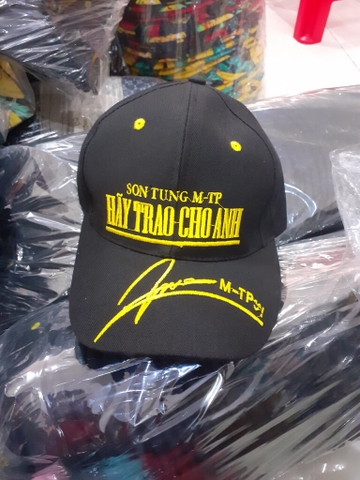 SON TUNG M-TP
HÃY TRAO CHO ANH
M-TP